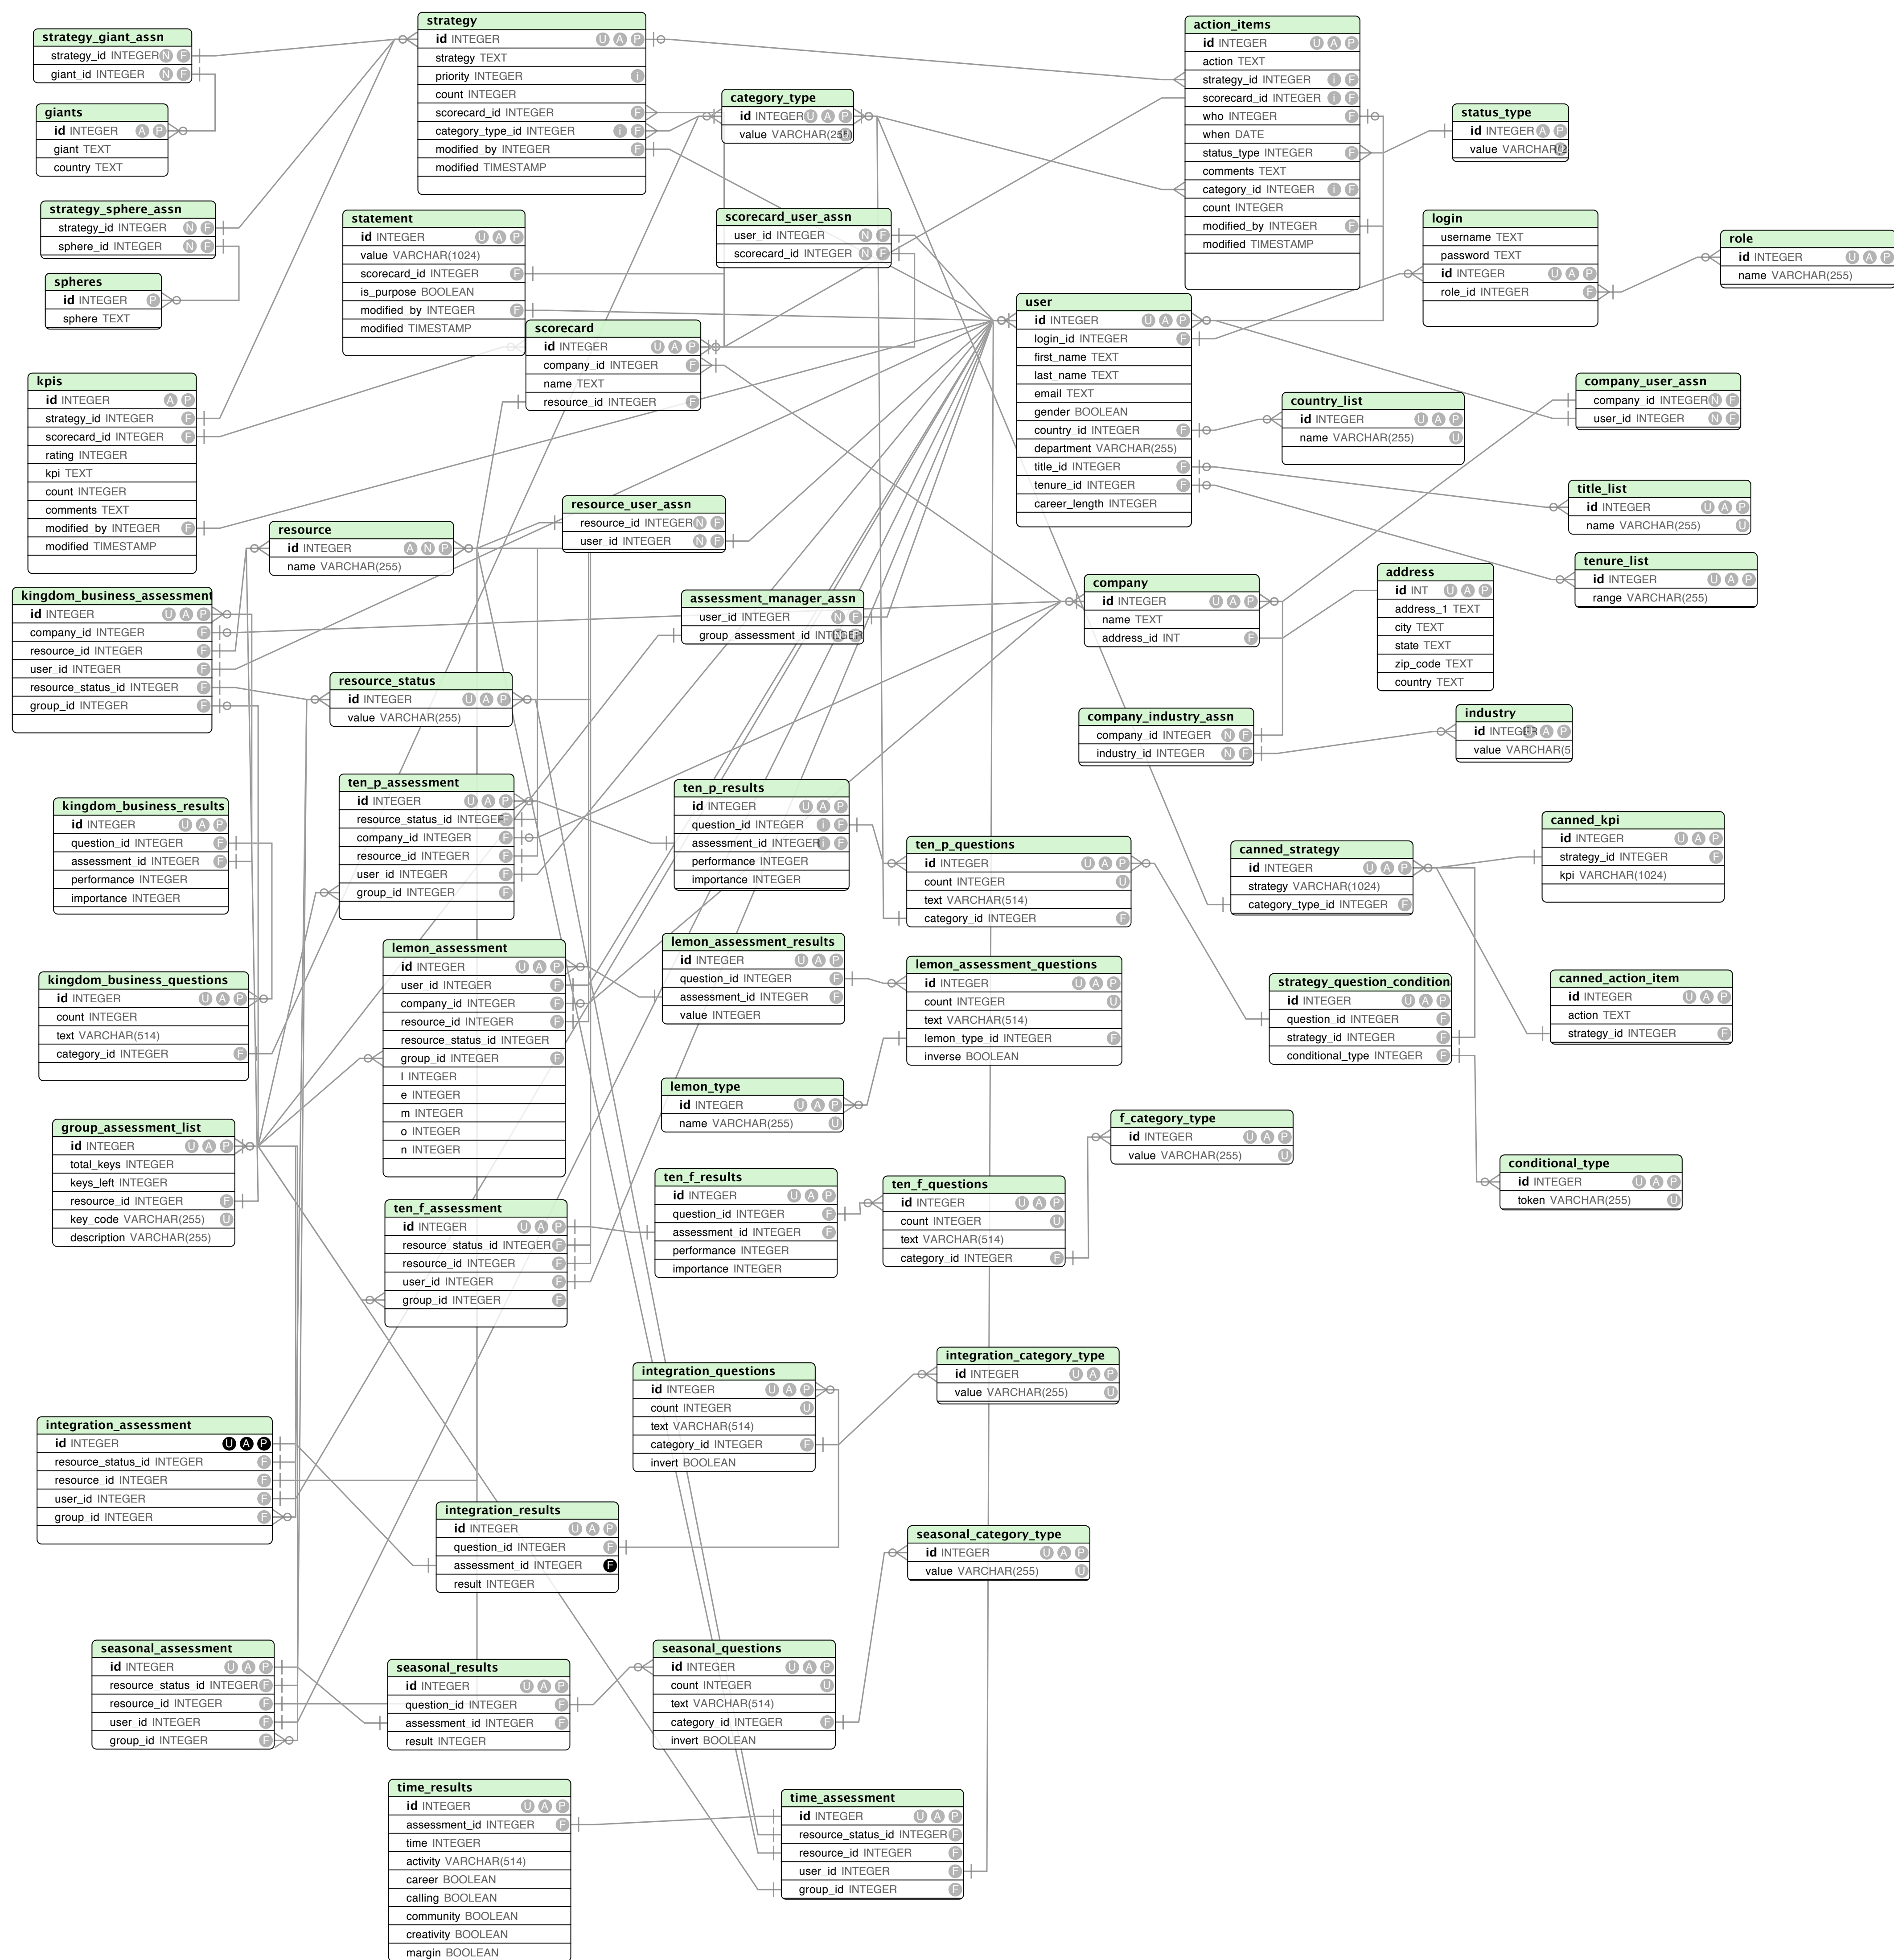 strategy_giant_assn
strategy_id INTEGER N F
giant_id INTEGER N F
giants
id INTEGER A P
giant TEXT
country TEXT
strategy_sphere_assn
strategy_id INTEGER N F
sphere_id INTEGER N F
spheres
id INTEGER P
sphere TEXT
kpis
id INTEGER A P
strategy_id INTEGER F
scorecard_id INTEGER F
rating INTEGER
kpi TEXT
count INTEGER
comments TEXT
modified_by INTEGER F
modified TIMESTAMP
strategy
id INTEGER U A P
strategy TEXT
priority INTEGER i
count INTEGER
scorecard_id INTEGER F
category_type_id INTEGER i F
modified_by INTEGER F
modified TIMESTAMP
statement
id INTEGER U A P
value VARCHAR(1024)
scorecard_id INTEGER F
is_purpose BOOLEAN
modified_by INTEGER F
modified TIMESTAMP
category_type
id INTEGER U A P
value VARCHAR(255)
scorecard_user_assn
user_id INTEGER N F
scorecard_id INTEGER N F
scorecard
id INTEGER U A P
company_id INTEGER F
name TEXT
resource_id INTEGER F
action_items
id INTEGER U A P
action TEXT
strategy_id INTEGER i F
scorecard_id INTEGER i F
who INTEGER F
when DATE
status_type INTEGER F
comments TEXT
category_id INTEGER i F
count INTEGER
modified_by INTEGER F
modified TIMESTAMP
status_type
id INTEGER A P
value VARCHAR
login
username TEXT
password TEXT
id INTEGER U A P
role_id INTEGER F
role
id INTEGER U A P
name VARCHAR(255)
user
id INTEGER U A P
login_id INTEGER F
first_name TEXT
last_name TEXT
email TEXT
gender BOOLEAN
country_id INTEGER F
department VARCHAR(255)
title_id INTEGER F
tenure_id INTEGER F
career_length INTEGER
country_list
id INTEGER U A P
name VARCHAR(255) U
company_user_assn
company_id INTEGER N F
user_id INTEGER N F
title_list
id INTEGER U A P
name VARCHAR(255) U
tenure_list
id INTEGER U A P
range VARCHAR(255)
address
id INT U A P
address_1 TEXT
city TEXT
state TEXT
zip_code TEXT
country TEXT
company
id INTEGER U A P
name TEXT
address_id INT F
company_industry_assn
company_id INTEGER N F
industry_id INTEGER N F
industry
id INTEGER U A P
value VARCHAR(5
resource
id INTEGER A N P
name VARCHAR(255)
resource_user_assn
resource_id INTEGER N F
user_id INTEGER N F
kingdom_business_assessment
id INTEGER U A P
company_id INTEGER F
resource_id INTEGER F
user_id INTEGER F
resource_status_id INTEGER F
group_id INTEGER F
assessment_manager_assn
user_id INTEGER N F
group_assessment_id INTEGER
resource_status
id INTEGER U A P
value VARCHAR(255)
kingdom_business_results
id INTEGER U A P
question_id INTEGER F
assessment_id INTEGER F
performance INTEGER
importance INTEGER
ten_p_assessment
id INTEGER U A P
resource_status_id INTEGER F
company_id INTEGER F
resource_id INTEGER F
user_id INTEGER F
group_id INTEGER F
ten_p_results
id INTEGER U A P
question_id INTEGER i F
assessment_id INTEGER i F
performance INTEGER
importance INTEGER
ten_p_questions
id INTEGER U A P
count INTEGER U
text VARCHAR(514)
category_id INTEGER F
canned_strategy
id INTEGER U A P
strategy VARCHAR(1024)
category_type_id INTEGER F
canned_kpi
id INTEGER U A P
strategy_id INTEGER F
kpi VARCHAR(1024)
kingdom_business_questions
id INTEGER U A P
count INTEGER
text VARCHAR(514)
category_id INTEGER F
lemon_assessment
id INTEGER U A P
user_id INTEGER F
company_id INTEGER F
resource_id INTEGER F
resource_status_id INTEGER
group_id INTEGER F
l INTEGER
e INTEGER
m INTEGER
o INTEGER
n INTEGER
lemon_assessment_results
id INTEGER U A P
question_id INTEGER F
assessment_id INTEGER F
value INTEGER
lemon_assessment_questions
id INTEGER U A P
count INTEGER U
text VARCHAR(514)
lemon_type_id INTEGER F
inverse BOOLEAN
strategy_question_condition
id INTEGER U A P
question_id INTEGER F
strategy_id INTEGER F
conditional_type INTEGER F
canned_action_item
id INTEGER U A P
action TEXT
strategy_id INTEGER F
lemon_type
id INTEGER U A P
name VARCHAR(255) U
group_assessment_list
id INTEGER U A P
total_keys INTEGER
keys_left INTEGER
resource_id INTEGER F
key_code VARCHAR(255) U
description VARCHAR(255)
f_category_type
id INTEGER U A P
value VARCHAR(255) U
conditional_type
id INTEGER U A P
token VARCHAR(255) U
ten_f_assessment
id INTEGER U A P
resource_status_id INTEGER F
resource_id INTEGER F
user_id INTEGER F
group_id INTEGER F
ten_f_results
id INTEGER U A P
question_id INTEGER F
assessment_id INTEGER F
performance INTEGER
importance INTEGER
ten_f_questions
id INTEGER U A P
count INTEGER U
text VARCHAR(514)
category_id INTEGER F
integration_questions
id INTEGER U A P
count INTEGER U
text VARCHAR(514)
category_id INTEGER F
invert BOOLEAN
integration_category_type
id INTEGER U A P
value VARCHAR(255) U
integration_assessment
id INTEGER U A P
resource_status_id INTEGER F
resource_id INTEGER F
user_id INTEGER F
group_id INTEGER F
integration_results
id INTEGER U A P
question_id INTEGER F
assessment_id INTEGER F
result INTEGER
seasonal_category_type
id INTEGER U A P
value VARCHAR(255) U
seasonal_assessment
id INTEGER U A P
resource_status_id INTEGER F
resource_id INTEGER F
user_id INTEGER F
group_id INTEGER F
seasonal_results
id INTEGER U A P
question_id INTEGER F
assessment_id INTEGER F
result INTEGER
seasonal_questions
id INTEGER U A P
count INTEGER U
text VARCHAR(514)
category_id INTEGER F
invert BOOLEAN
time_results
id INTEGER U A P
assessment_id INTEGER F
time INTEGER
activity VARCHAR(514)
career BOOLEAN
calling BOOLEAN
community BOOLEAN
creativity BOOLEAN
margin BOOLEAN
time_assessment
id INTEGER U A P
resource_status_id INTEGER F
resource_id INTEGER F
user_id INTEGER F
group_id INTEGER F